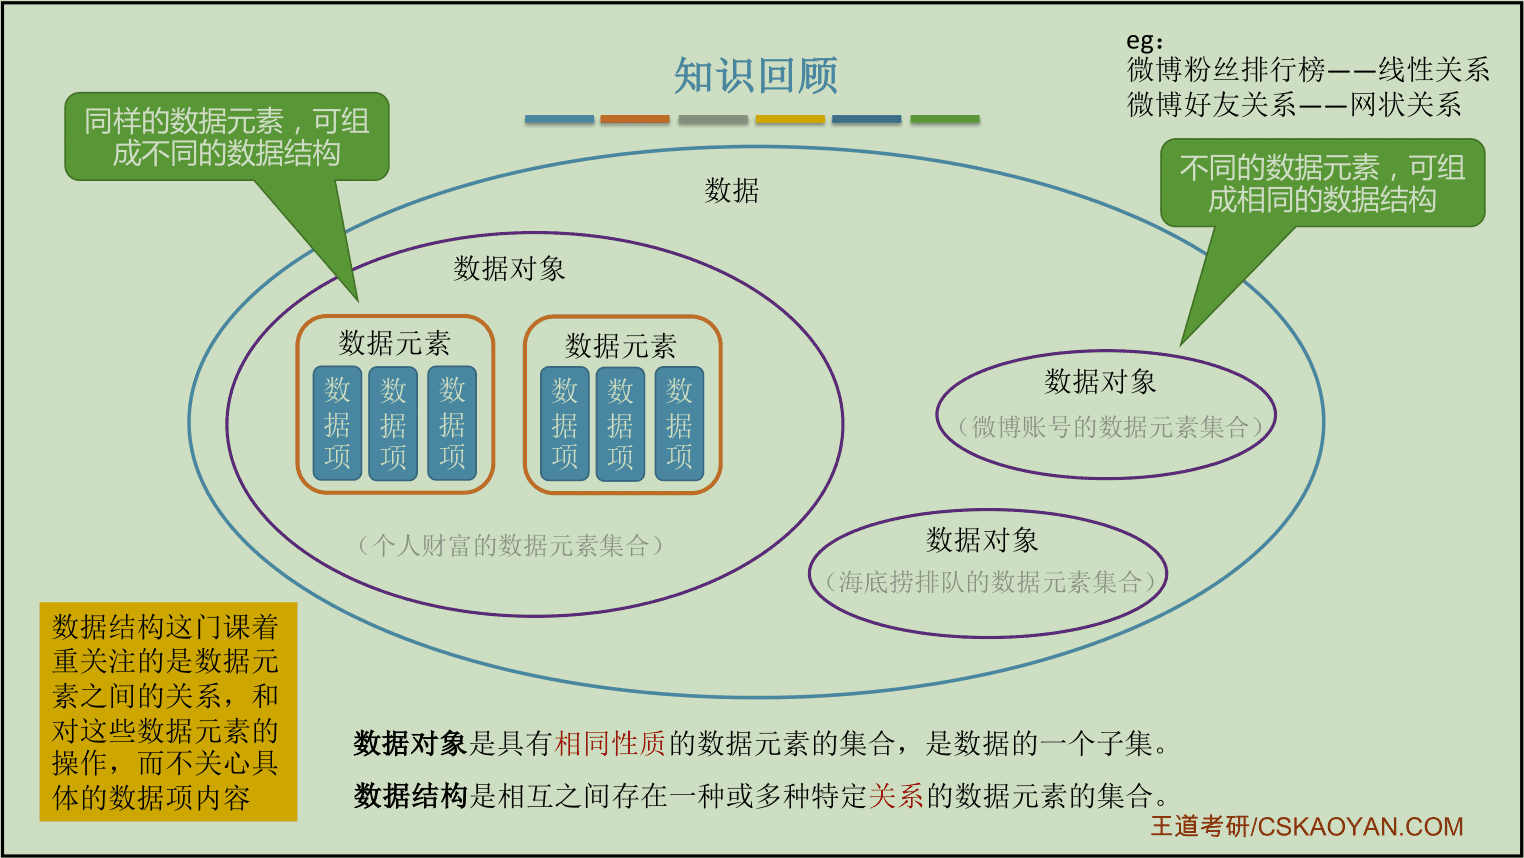 知识回顾
eg：
微博粉丝排行榜——线性关系
微博好友关系——网状关系
同样的数据元素，可组
成不同的数据结构
不同的数据元素，可组
成相同的数据结构
数据
数据对象
数据元素
数据项
数据项
数据项
数据元素
数据项
数据项
数据项
（个人财富的数据元素集合）
数据对象
（微博账号的数据元素集合）
数据对象
（海底捞排队的数据元素集合）
数据结构这门课着
重关注的是数据元
素之间的关系，和
对这些数据元素的
操作，而不关心具
体的数据项内容
数据对象是具有相同性质的数据元素的集合，是数据的一个子集。
数据结构是相互之间存在一种或多种特定关系的数据元素的集合。
王道考研/CSKAOYAN.COM